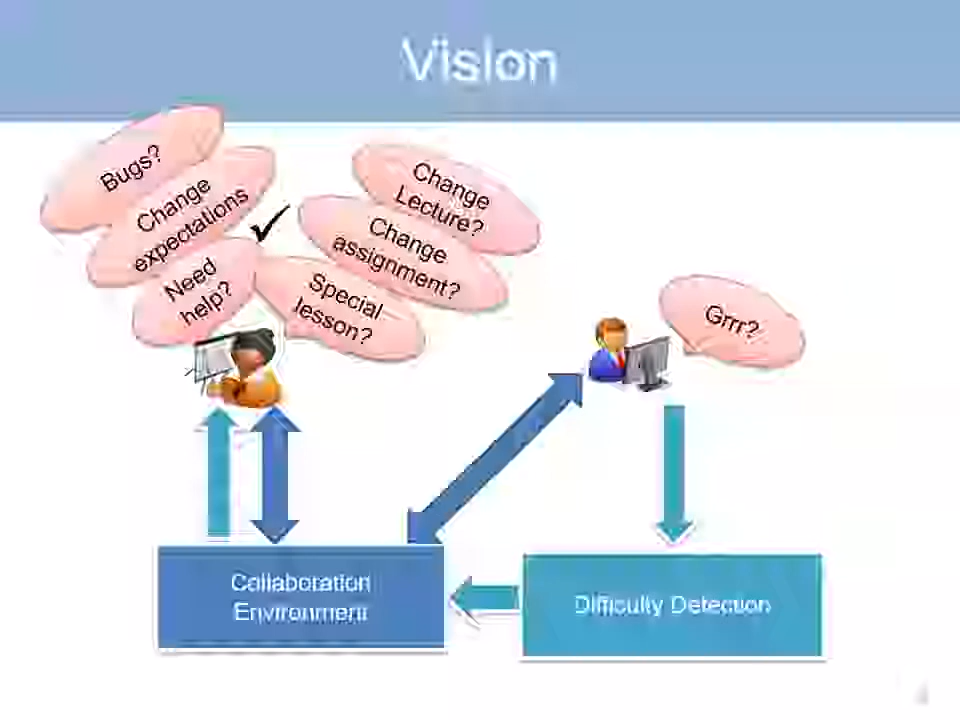 Vision
Bugs?
Change
expectations
Need
help?
Change
Lecture?
Change
assignment?
Special
lesson?
Grrr?
Collaboration
Environment
Difficulty Detection